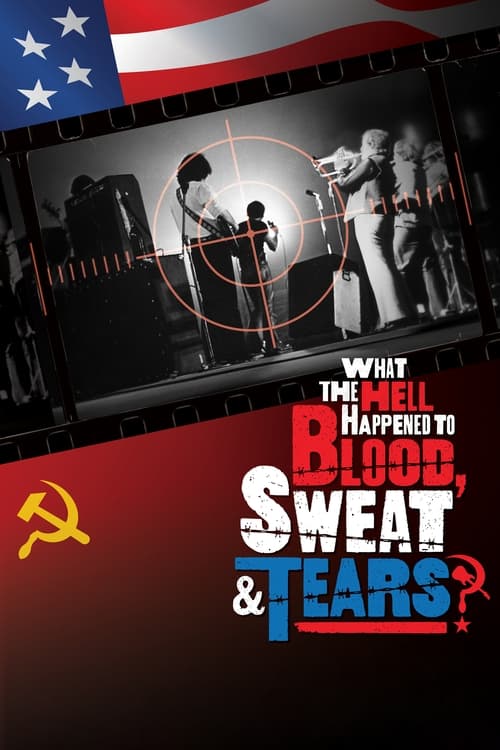 WHAT
THE HELL
HAPPENED TO
BLOOD,
SWEAT
& TEARS?